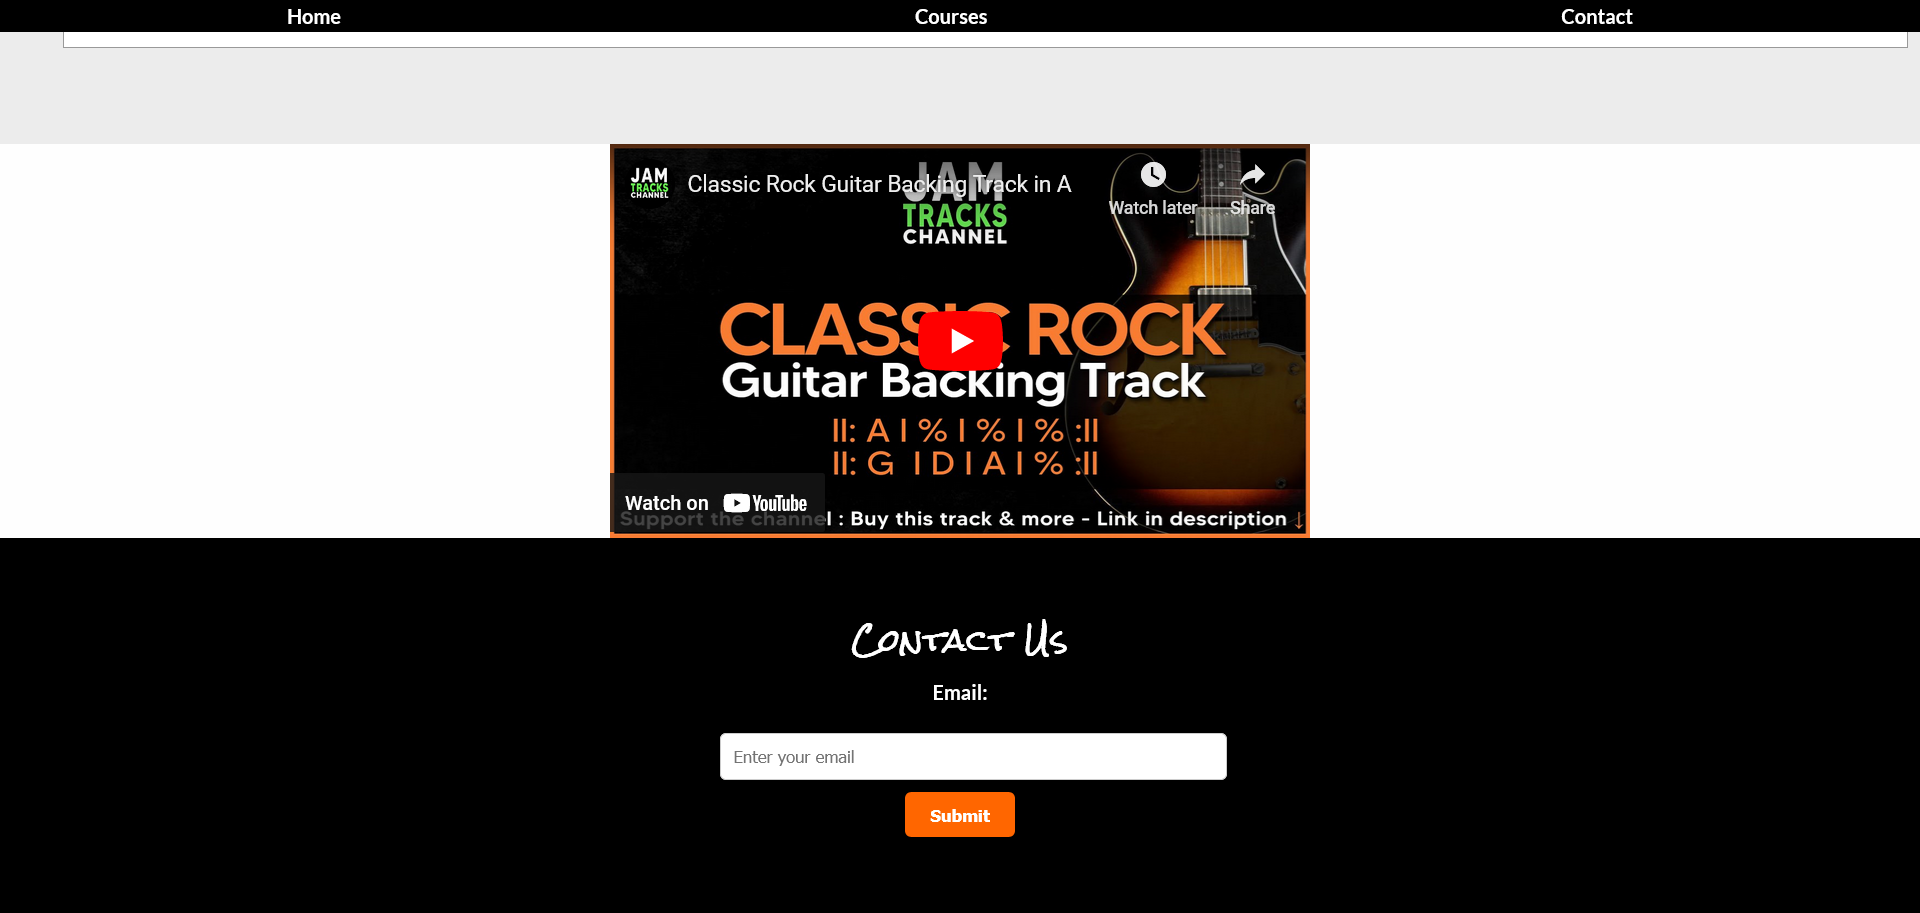 Home Courses Contact
JAM
TRACKS
CHANNEL
Classic Rock Guitar Backing Track in A
Watch later
Share
JAM
TRACKS
CHANNEL
CLASSIC ROCK
Guitar Backing Track
II: A I % I % I % :II
II: G I D I A I % :II
Watch on YouTube
Support the channel : Buy this track & more - Link in description ↓
Contact Us
Email:
Enter your email
Submit